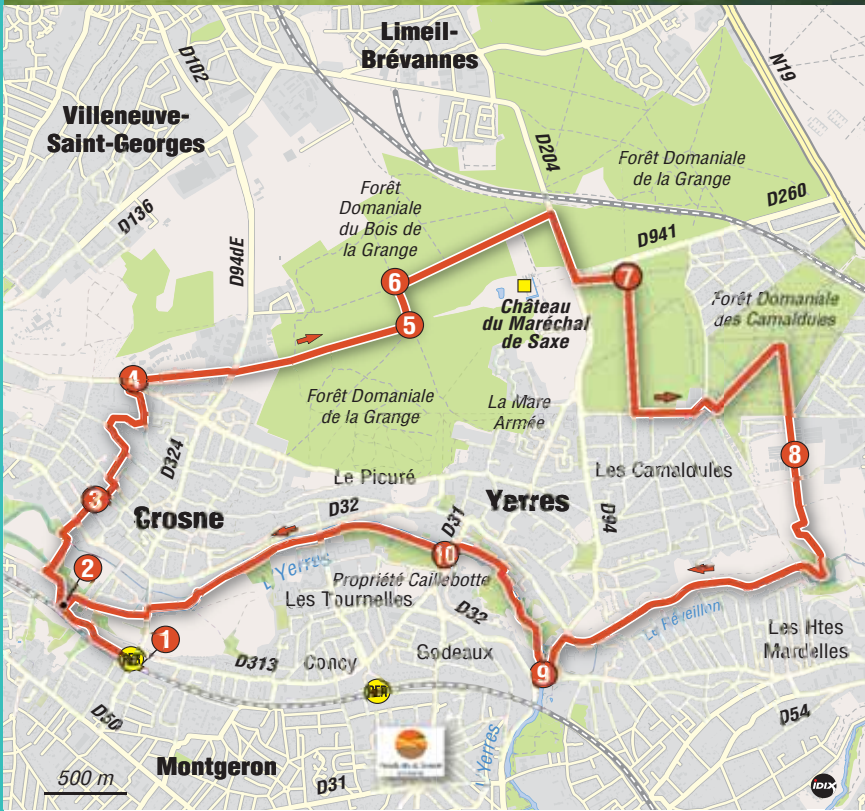 Limeil-
Brévannes
D102
N19
Villeneuve-
Saint-Georges
D204
Forêt Domaniale
de la Grange
D136
Forêt
Domaniale
du Bois de
la Grange
D260
D941
D94dE
6
7
Château
du Maréchal
de Saxe
Forêt Domaniale
des Camaldules
5
4
Forêt Domaniale
de la Grange
La Mare
Armée
D324
8
Le Picuré
Les Camaldules
3
Crosne
D32
Yerres
D31
D94
10
2
L'Yerres
Propriété Caillebotte
Les Tournelles
D32
Le Réveillon
1
Les Htes
Mardelles
RER
D313
Concy
Godeaux
9
RER
D50
D54
L'Yerres
Montgeron
500 m
D31
IDIX